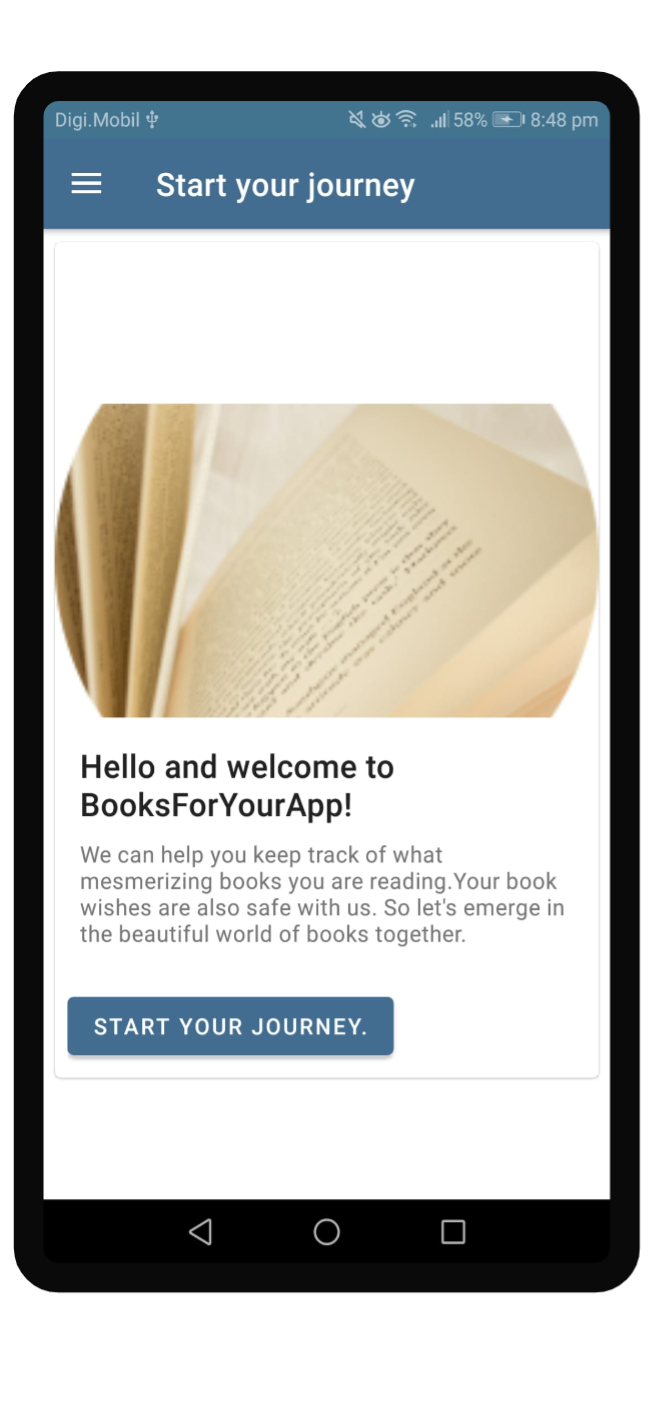 Digi.Mobil 58% 8:48 pm
Start your journey
Hello and welcome to
BooksForYourApp!
We can help you keep track of what
mesmerizing books you are reading.Your book
wishes are also safe with us. So let's emerge in
the beautiful world of books together.
START YOUR JOURNEY.